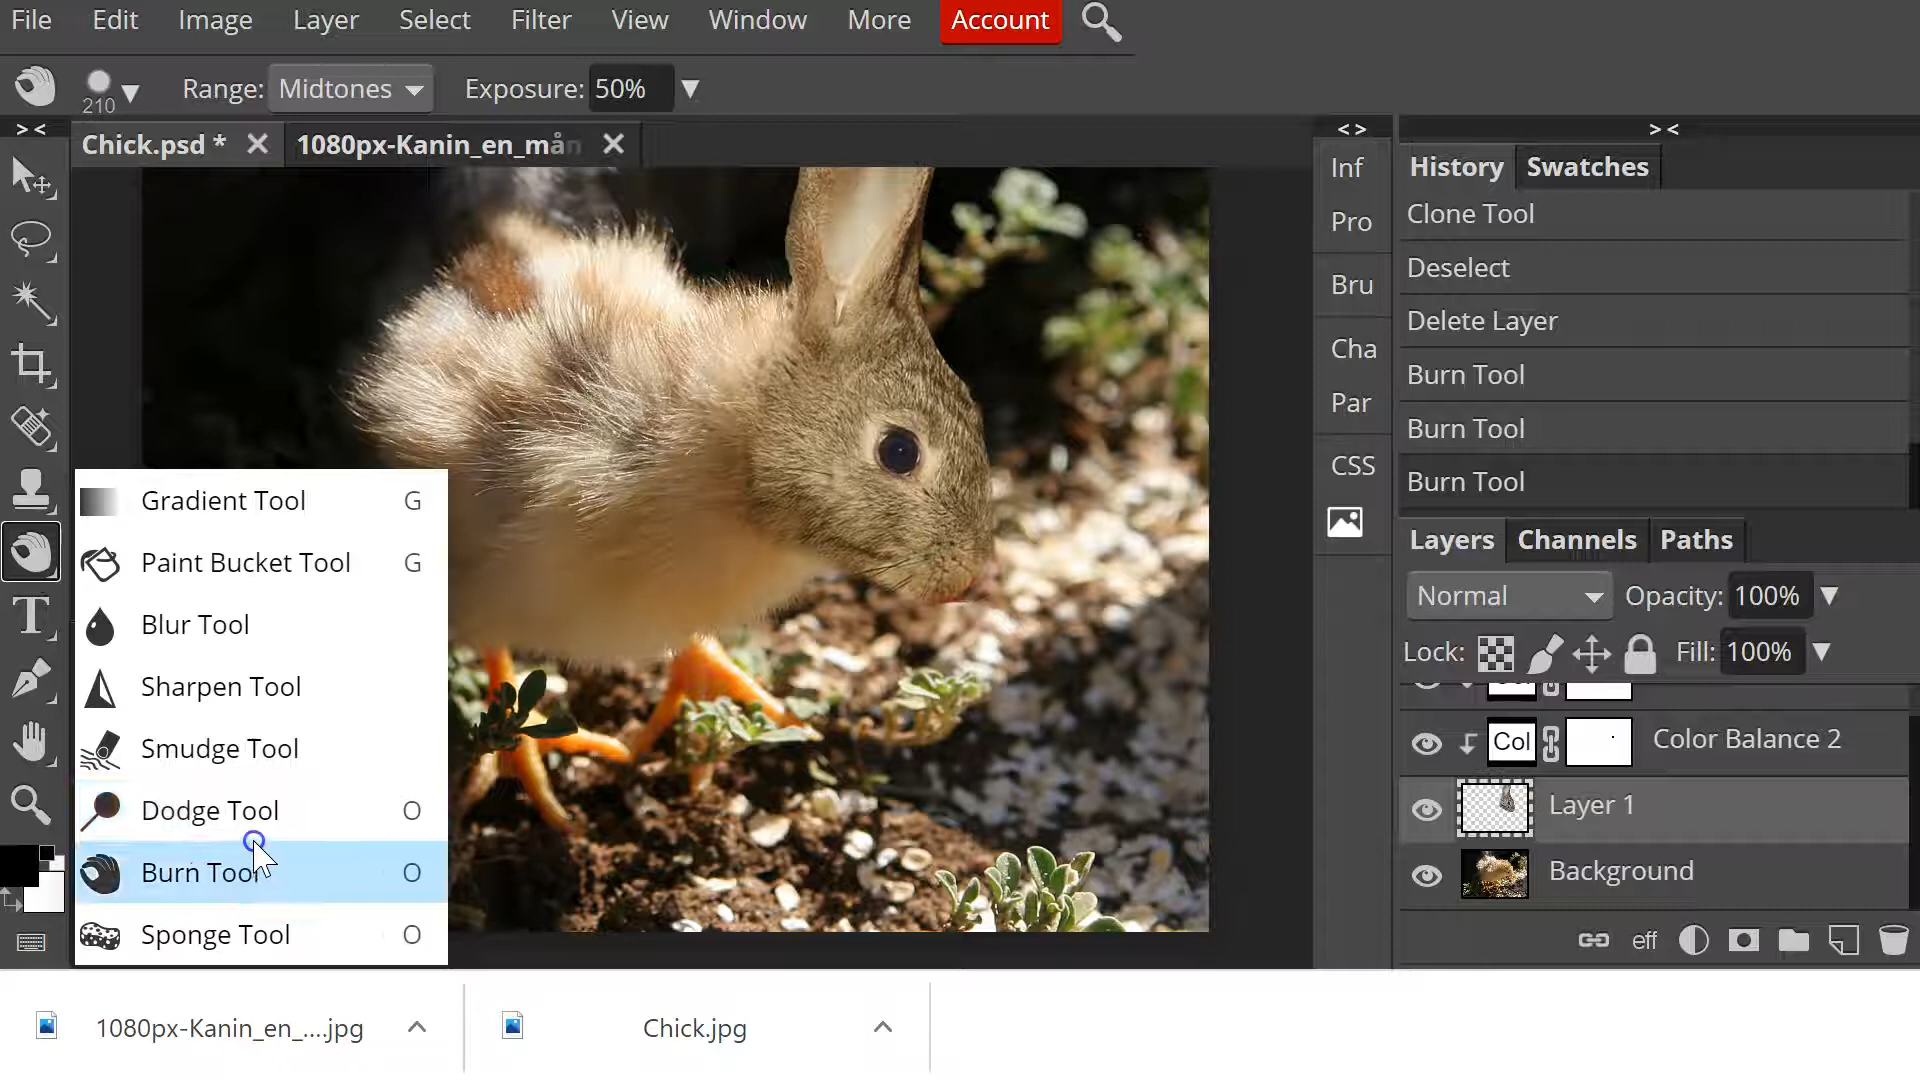 File Edit Image Layer Select Filter View Window More Account
210 Range: Midtones Exposure: 50%
> <
Chick.psd * 1080px-Kanin_en_mån
< >
> <
Inf
Pro
Bru
Cha
Par
CSS
History Swatches
Clone Tool
Deselect
Delete Layer
Burn Tool
Burn Tool
Burn Tool
Gradient Tool G
Paint Bucket Tool G
Blur Tool
Sharpen Tool
Smudge Tool
Dodge Tool O
Burn Tool O
Sponge Tool O
Layers Channels Paths
Normal Opacity: 100%
Lock: Fill: 100%
Col Color Balance 2
Layer 1
Background
eff
1080px-Kanin_en_....jpg
Chick.jpg